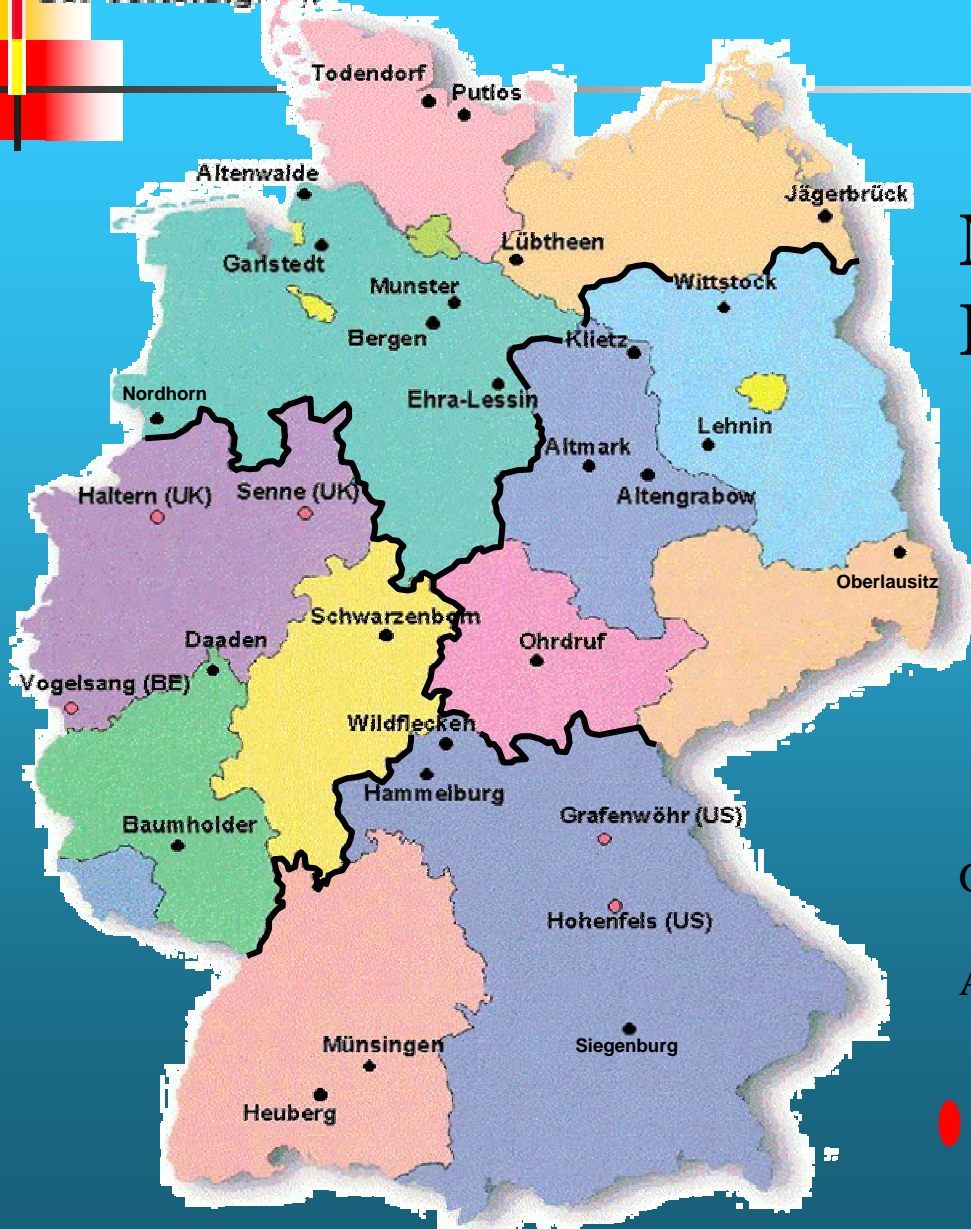 Todendorf
Putlos
Altenwalde
Jägerbrück
Garlstedt
Lübtheen
Munster
Wittstock
Bergen
Klietz
Nordhorn
Ehra-Lessin
Lehnin
Altmark
Haltern (UK)
Senne (UK)
Altengrabow
Oberlausitz
Schwarzenborn
Daaden
Ohrdruf
Vogelsang (BE)
Wildflecken
Hammelburg
Grafenwöhr (US)
Baumholder
Hohenfels (US)
Münsingen
Siegenburg
Heuberg